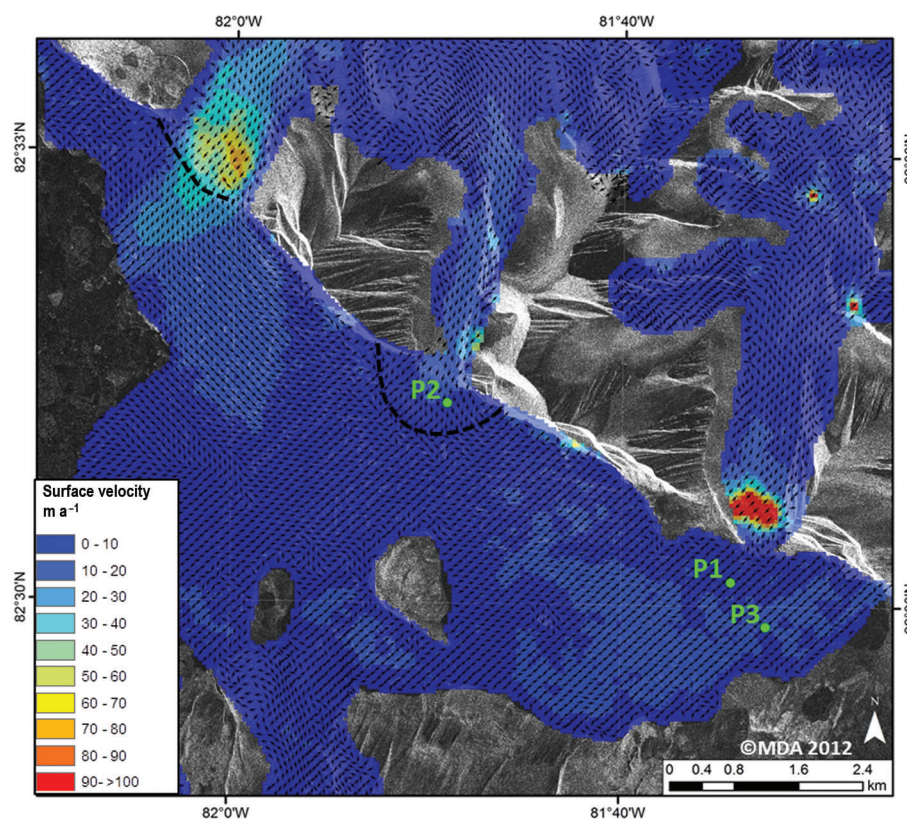 82°0'W 81°40'W
82°33'N
P2
Surface velocity
m a⁻¹
0 - 10
10 - 20
20 - 30
30 - 40
40 - 50
50 - 60
60 - 70
70 - 80
80 - 90
90- >100
82°30'N
P1
P3
N
©MDA 2012
0 0.4 0.8 1.6 2.4
km
82°0'W 81°40'W